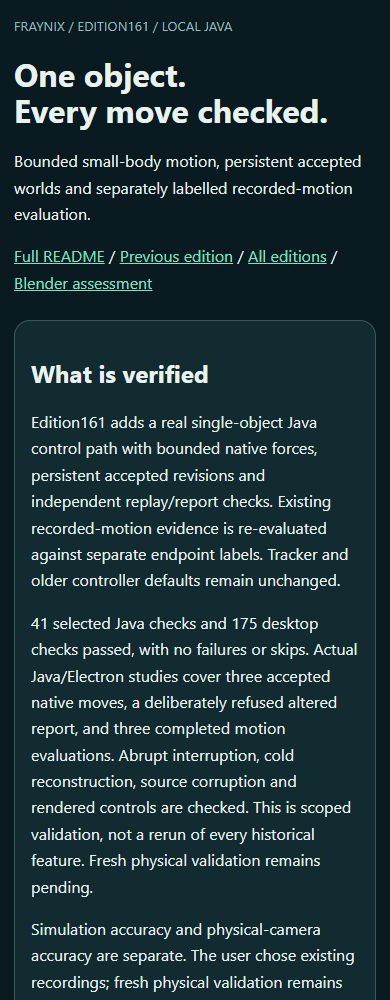 FRAYNIX / EDITION161 / LOCAL JAVA
One object.
Every move checked.
Bounded small-body motion, persistent accepted
worlds and separately labelled recorded-motion
evaluation.
Full README / Previous edition / All editions /
Blender assessment
What is verified
Edition161 adds a real single-object Java
control path with bounded native forces,
persistent accepted revisions and
independent replay/report checks. Existing
recorded-motion evidence is re-evaluated
against separate endpoint labels. Tracker and
older controller defaults remain unchanged.
41 selected Java checks and 175 desktop
checks passed, with no failures or skips. Actual
Java/Electron studies cover three accepted
native moves, a deliberately refused altered
report, and three completed motion
evaluations. Abrupt interruption, cold
reconstruction, source corruption and
rendered controls are checked. This is scoped
validation, not a rerun of every historical
feature. Fresh physical validation remains
pending.
Simulation accuracy and physical-camera
accuracy are separate. The user chose existing
recordings; fresh physical validation remains